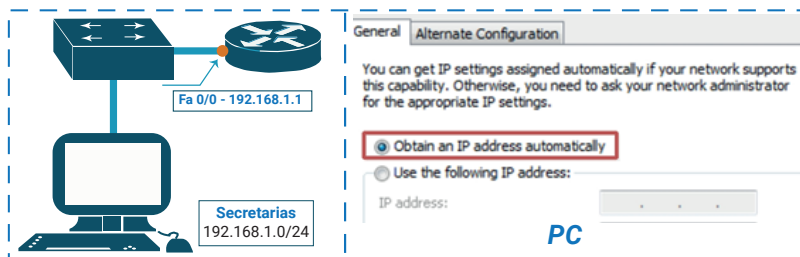 Fa 0/0 - 192.168.1.1
Secretarias
192.168.1.0/24
General
Alternate Configuration
You can get IP settings assigned automatically if your network supports
this capability. Otherwise, you need to ask your network administrator
for the appropriate IP settings.
Obtain an IP address automatically
Use the following IP address:
IP address:
PC